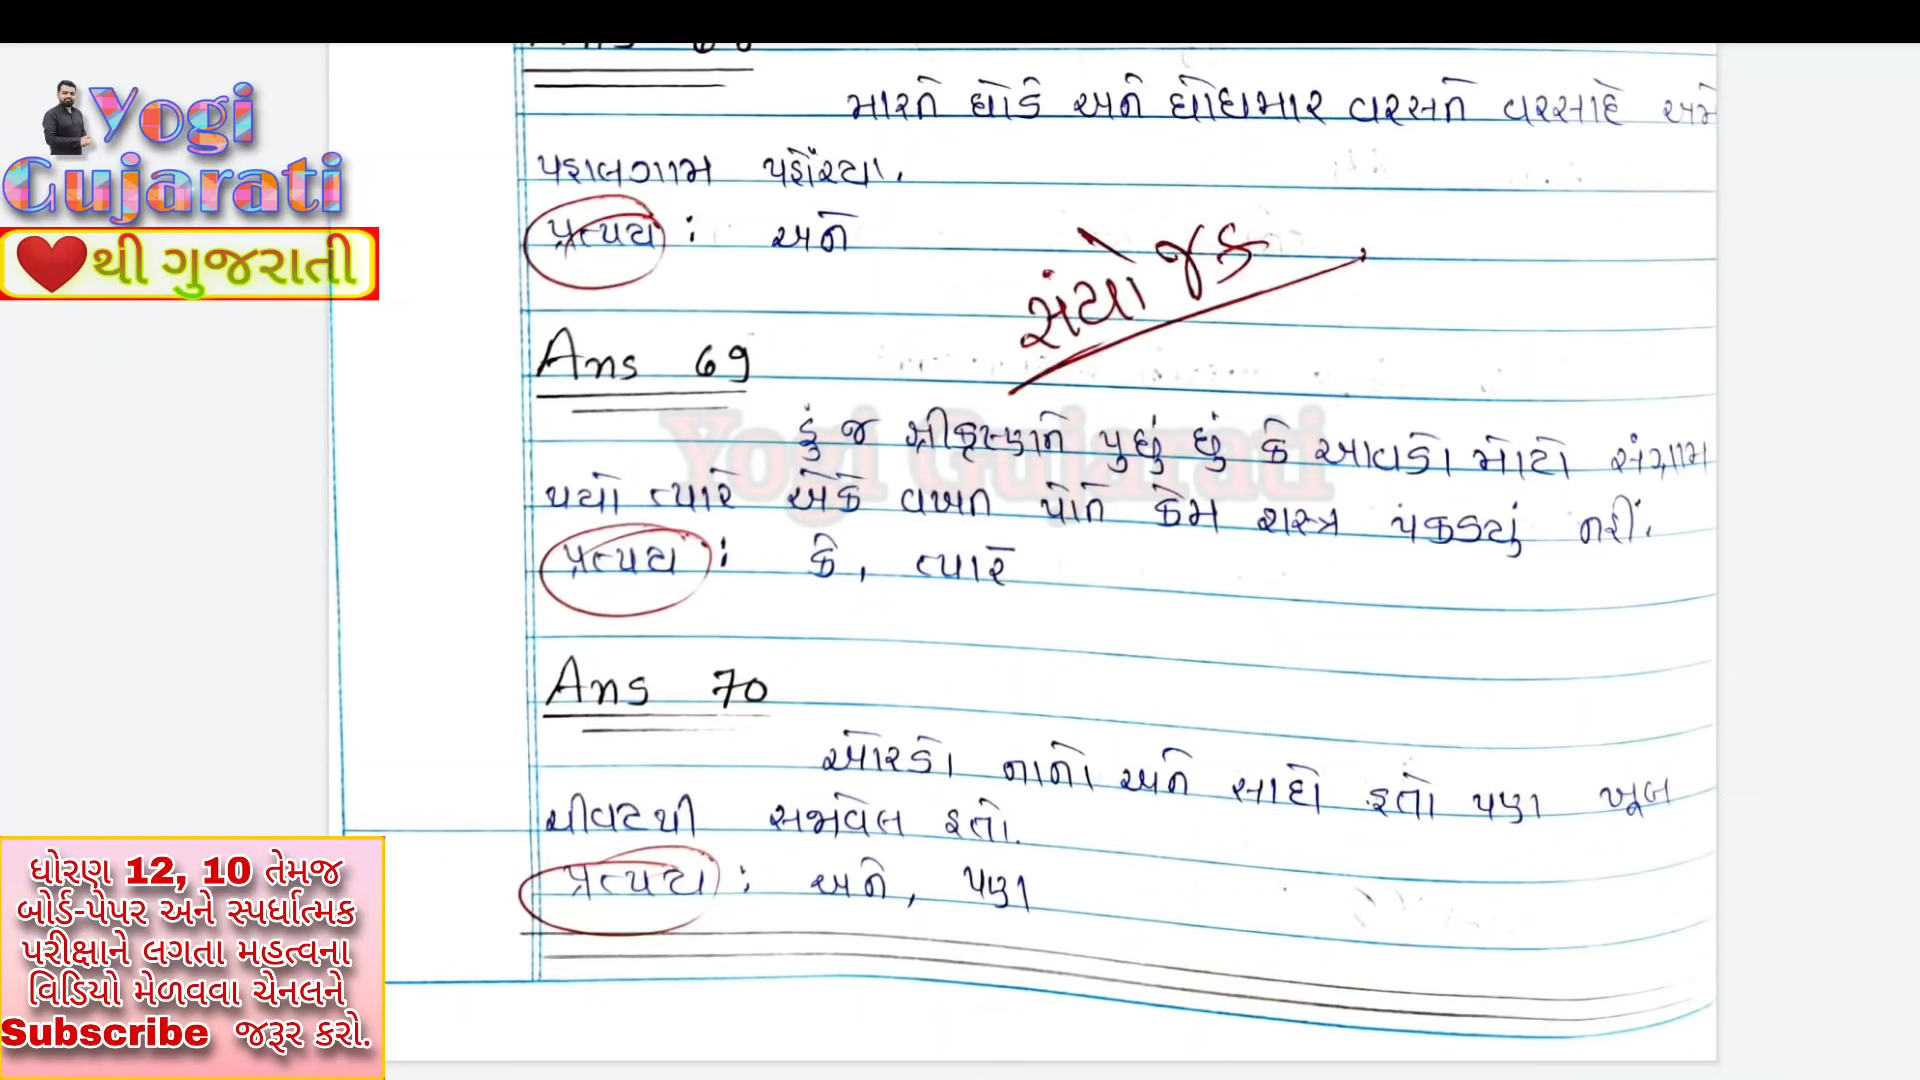 Yogi
Gujarati
❤થી ગુજરાતી
મારતે ઘોડે અને ધોધમાર વરસતે વરસાદે અમે
પહાલગામ પહોંચ્યા.
પ્રત્યય : અને
સંયોજક
Ans 69
હું જ શ્રીકૃષ્ણને પુછું છું કે આવડો મોટો સંગ્રામ
થયો ત્યારે એકે વખત પોતે કેમ શસ્ત્ર પકડ્યું નહીં.
પ્રત્યય : કે, ત્યારે
Ans 70
ઓરડો નાનો અને સાદો હતો પણ ખૂબ
ચીવટથી સજાવેલ હતો.
પ્રત્યય : અને, પણ
Yogi Gujarati
ધોરણ 12, 10 તેમજ
બોર્ડ-પેપર અને સ્પર્ધાત્મક
પરીક્ષાને લગતા મહત્વના
વિડિયો મેળવવા ચેનલને
Subscribe જરૂર કરો.